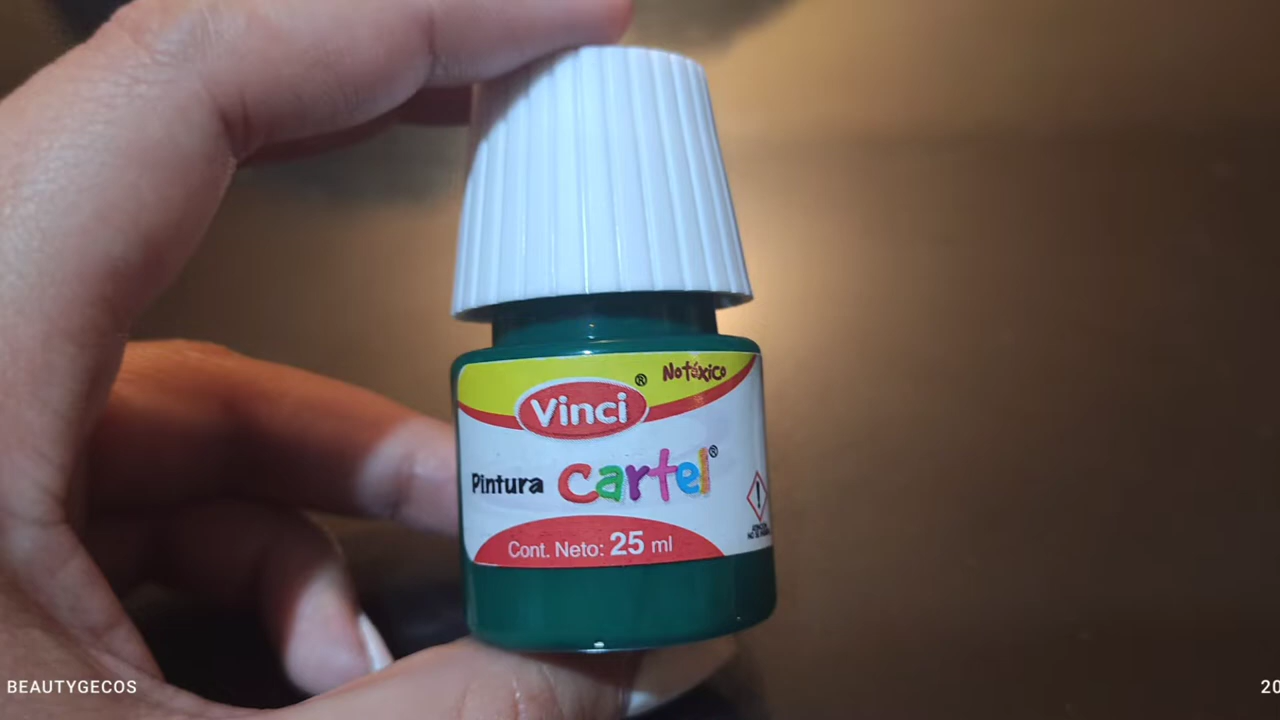 No tóxico
Vinci®
Pintura Cartel®
Cont. Neto: 25 ml
BEAUTYGECOS
20